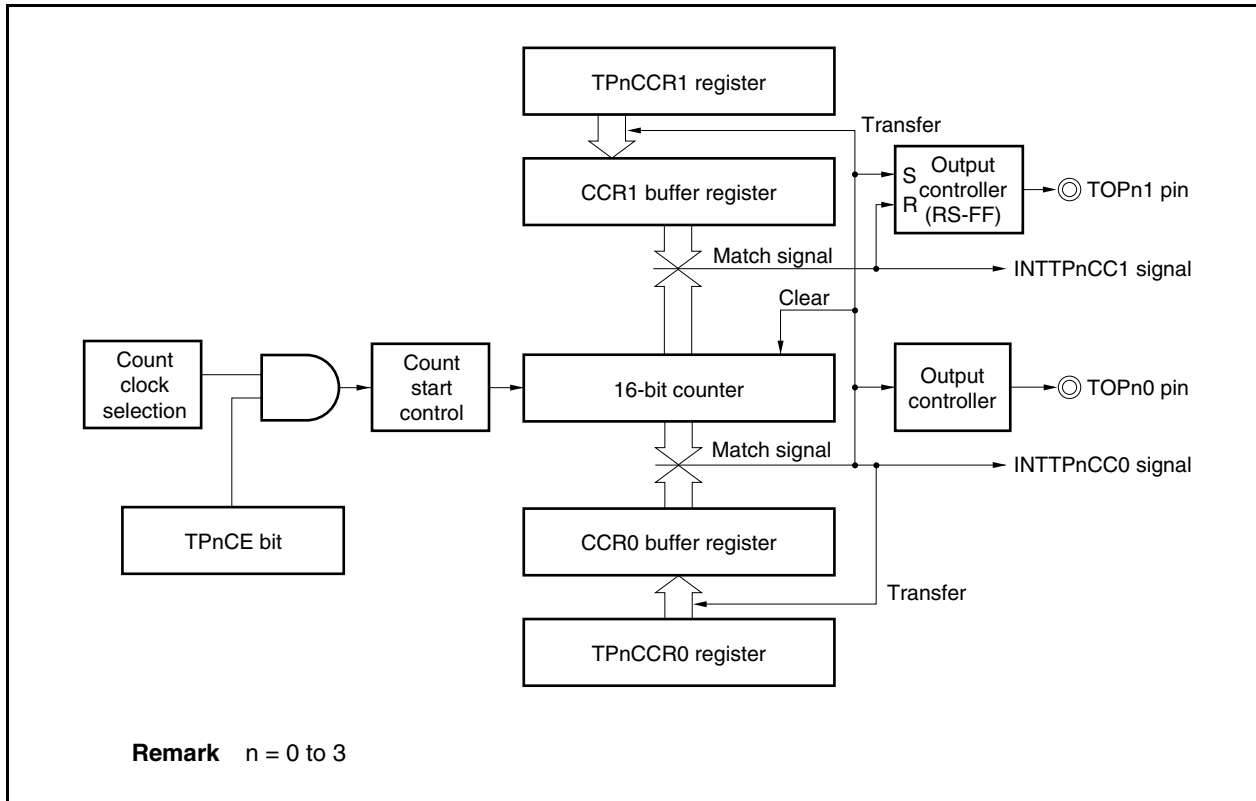 TPnCCR1 register
Transfer
CCR1 buffer register
S
R
Output
controller
(RS-FF)
TOPn1 pin
Match signal
INTTPnCC1 signal
Clear
Count
clock
selection
Count
start
control
16-bit counter
Output
controller
TOPn0 pin
Match signal
INTTPnCC0 signal
TPnCE bit
CCR0 buffer register
Transfer
TPnCCR0 register
Remark n = 0 to 3